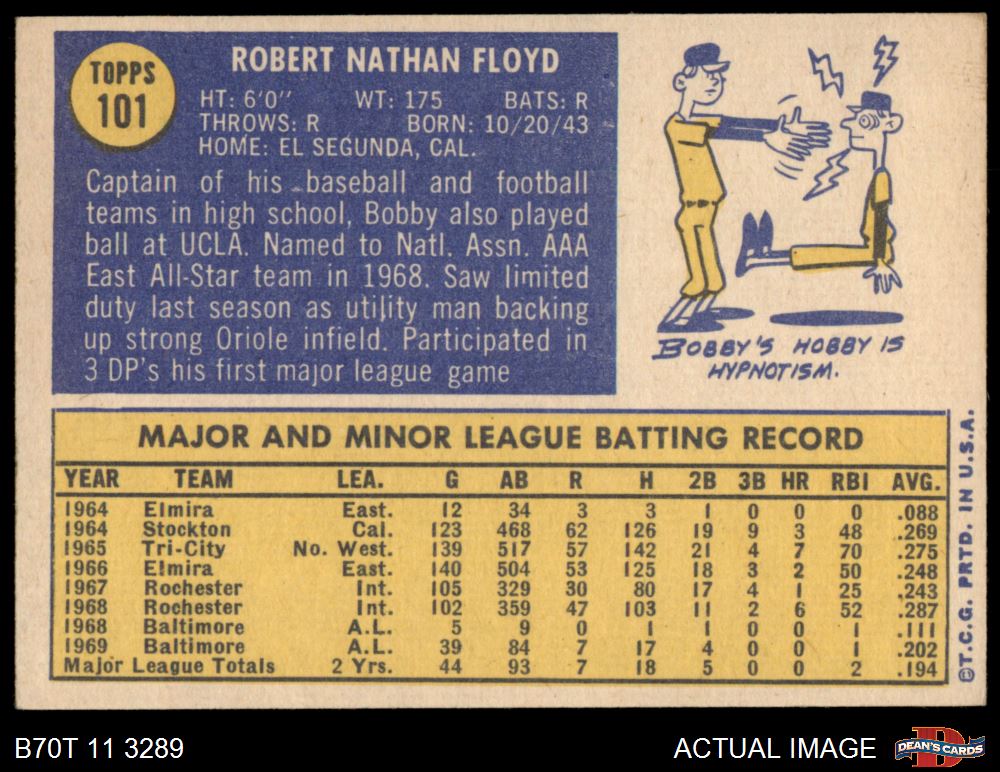 TOPPS
101
ROBERT NATHAN FLOYD
HT: 6'0" WT: 175 BATS: R
THROWS: R BORN: 10/20/43
HOME: EL SEGUNDA, CAL.
Captain of his baseball and football
teams in high school, Bobby also played
ball at UCLA. Named to Natl. Assn. AAA
East All-Star team in 1968. Saw limited
duty last season as utility man backing
up strong Oriole infield. Participated in
3 DP's his first major league game
BOBBY'S HOBBY IS
HYPNOTISM.
MAJOR AND MINOR LEAGUE BATTING RECORD
YEAR TEAM LEA. G AB R H 2B 3B HR RBI AVG.
1964 Elmira East. 12 34 3 3 1 0 0 0 .088
1964 Stockton Cal. 123 468 62 126 19 9 3 48 .269
1965 Tri-City No. West. 139 517 57 142 21 4 7 70 .275
1966 Elmira East. 140 504 53 125 18 3 2 50 .248
1967 Rochester Int. 105 329 30 80 17 4 1 25 .243
1968 Rochester Int. 102 359 47 103 11 2 6 52 .287
1968 Baltimore A.L. 5 9 0 1 1 0 0 1 .111
1969 Baltimore A.L. 39 84 7 17 4 0 0 1 .202
Major League Totals 2 Yrs. 44 93 7 18 5 0 0 2 .194
©T.C.G. PRTD. IN U.S.A.
B70T 11 3289
ACTUAL IMAGE
D
DEAN'S CARDS